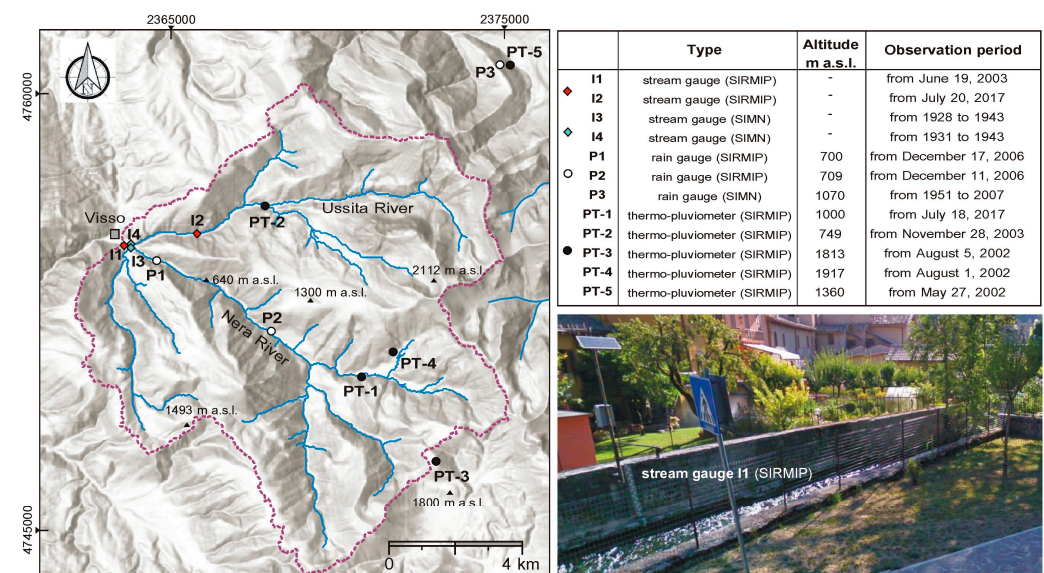 2365000
2375000
4760000
4745000
PT-5
P3
Visso
I4
I2
I1
I3
P1
PT-2
Ussita River
640 m a.s.l.
2112 m a.s.l.
1300 m a.s.l.
Nera River
P2
PT-4
PT-1
1493 m a.s.l.
PT-3
1800 m a.s.l.
0 4 km
Type Altitude m a.s.l. Observation period
I1 stream gauge (SIRMIP) - from June 19, 2003
I2 stream gauge (SIRMIP) - from July 20, 2017
I3 stream gauge (SIMN) - from 1928 to 1943
I4 stream gauge (SIMN) - from 1931 to 1943
P1 rain gauge (SIRMIP) 700 from December 17, 2006
P2 rain gauge (SIRMIP) 709 from December 11, 2006
P3 rain gauge (SIMN) 1070 from 1951 to 2007
PT-1 thermo-pluviometer (SIRMIP) 1000 from July 18, 2017
PT-2 thermo-pluviometer (SIRMIP) 749 from November 28, 2003
PT-3 thermo-pluviometer (SIRMIP) 1813 from August 5, 2002
PT-4 thermo-pluviometer (SIRMIP) 1917 from August 1, 2002
PT-5 thermo-pluviometer (SIRMIP) 1360 from May 27, 2002
stream gauge I1 (SIRMIP)